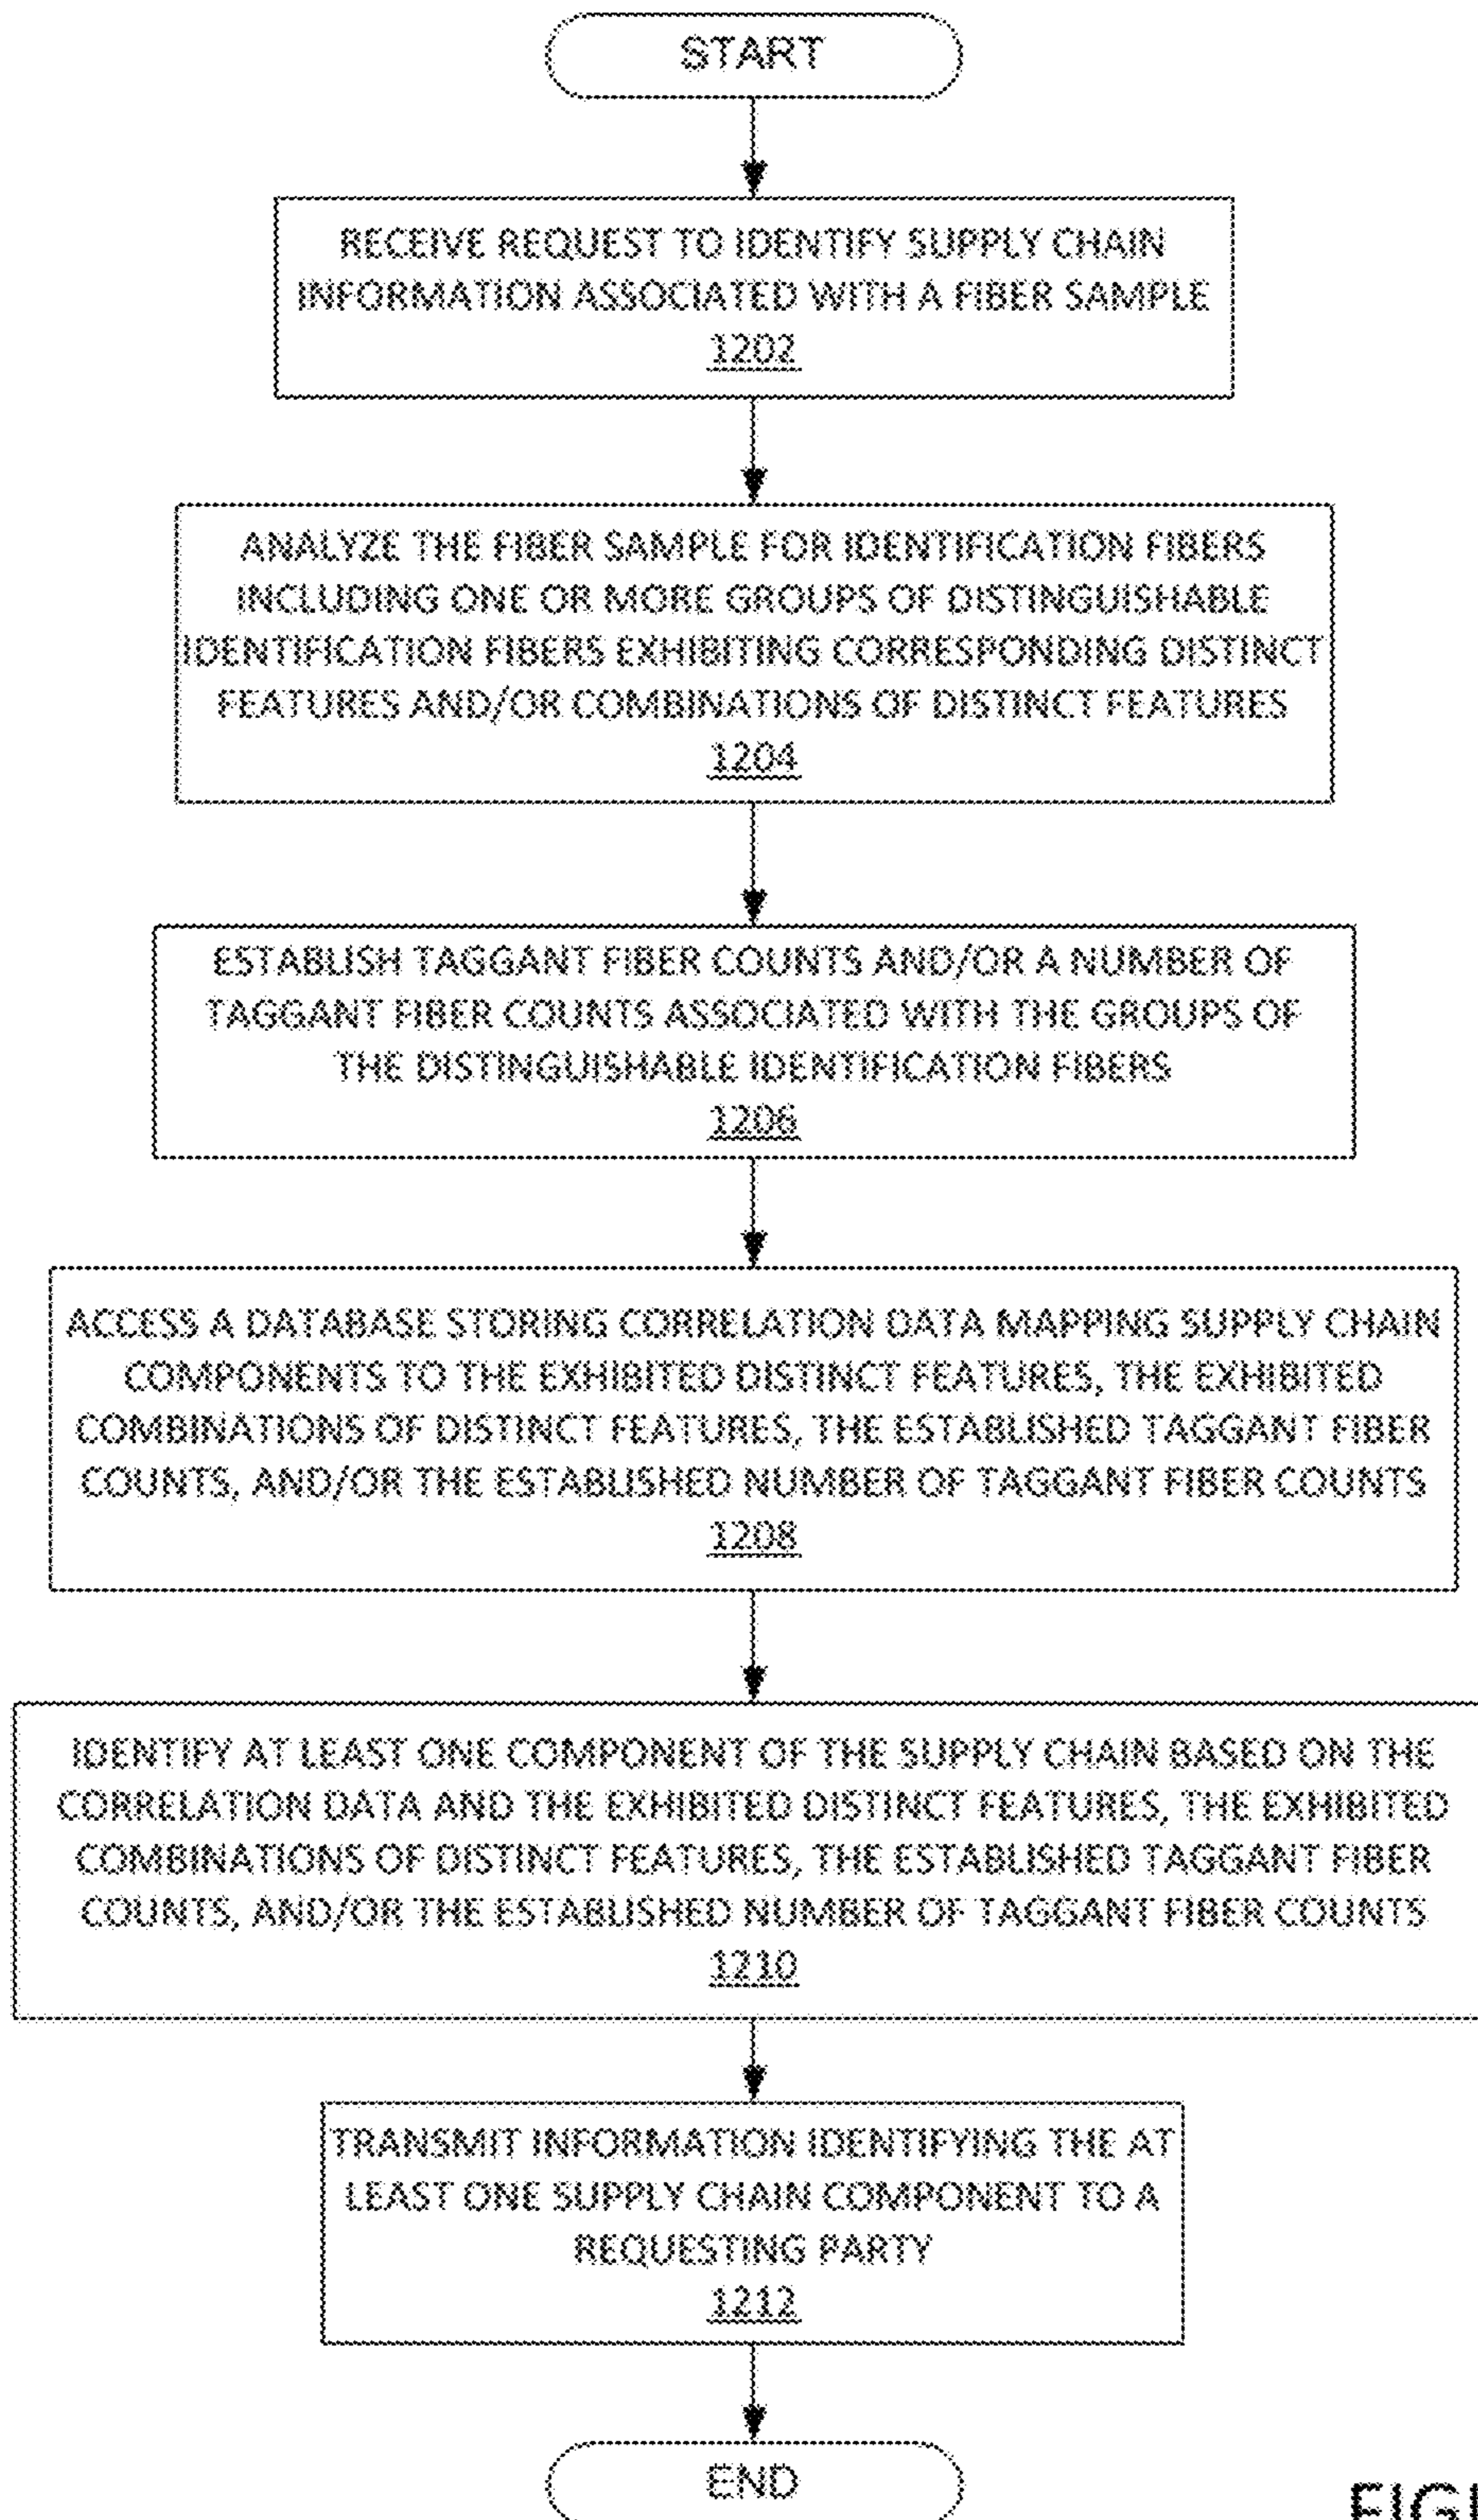 START
RECEIVE REQUEST TO IDENTIFY SUPPLY CHAIN
INFORMATION ASSOCIATED WITH A FIBER SAMPLE
1202
ANALYZE THE FIBER SAMPLE FOR IDENTIFICATION FIBERS
INCLUDING ONE OR MORE GROUPS OF DISTINGUISHABLE
IDENTIFICATION FIBERS EXHIBITING CORRESPONDING DISTINCT
FEATURES AND/OR COMBINATIONS OF DISTINCT FEATURES
1204
ESTABLISH TAGGANT FIBER COUNTS AND/OR A NUMBER OF
TAGGANT FIBER COUNTS ASSOCIATED WITH THE GROUPS OF
THE DISTINGUISHABLE IDENTIFICATION FIBERS
1206
ACCESS A DATABASE STORING CORRELATION DATA MAPPING SUPPLY CHAIN
COMPONENTS TO THE EXHIBITED DISTINCT FEATURES, THE EXHIBITED
COMBINATIONS OF DISTINCT FEATURES, THE ESTABLISHED TAGGANT FIBER
COUNTS, AND/OR THE ESTABLISHED NUMBER OF TAGGANT FIBER COUNTS
1208
IDENTIFY AT LEAST ONE COMPONENT OF THE SUPPLY CHAIN BASED ON THE
CORRELATION DATA AND THE EXHIBITED DISTINCT FEATURES, THE EXHIBITED
COMBINATIONS OF DISTINCT FEATURES, THE ESTABLISHED TAGGANT FIBER
COUNTS, AND/OR THE ESTABLISHED NUMBER OF TAGGANT FIBER COUNTS
1210
TRANSMIT INFORMATION IDENTIFYING THE AT
LEAST ONE SUPPLY CHAIN COMPONENT TO A
REQUESTING PARTY
1212
END